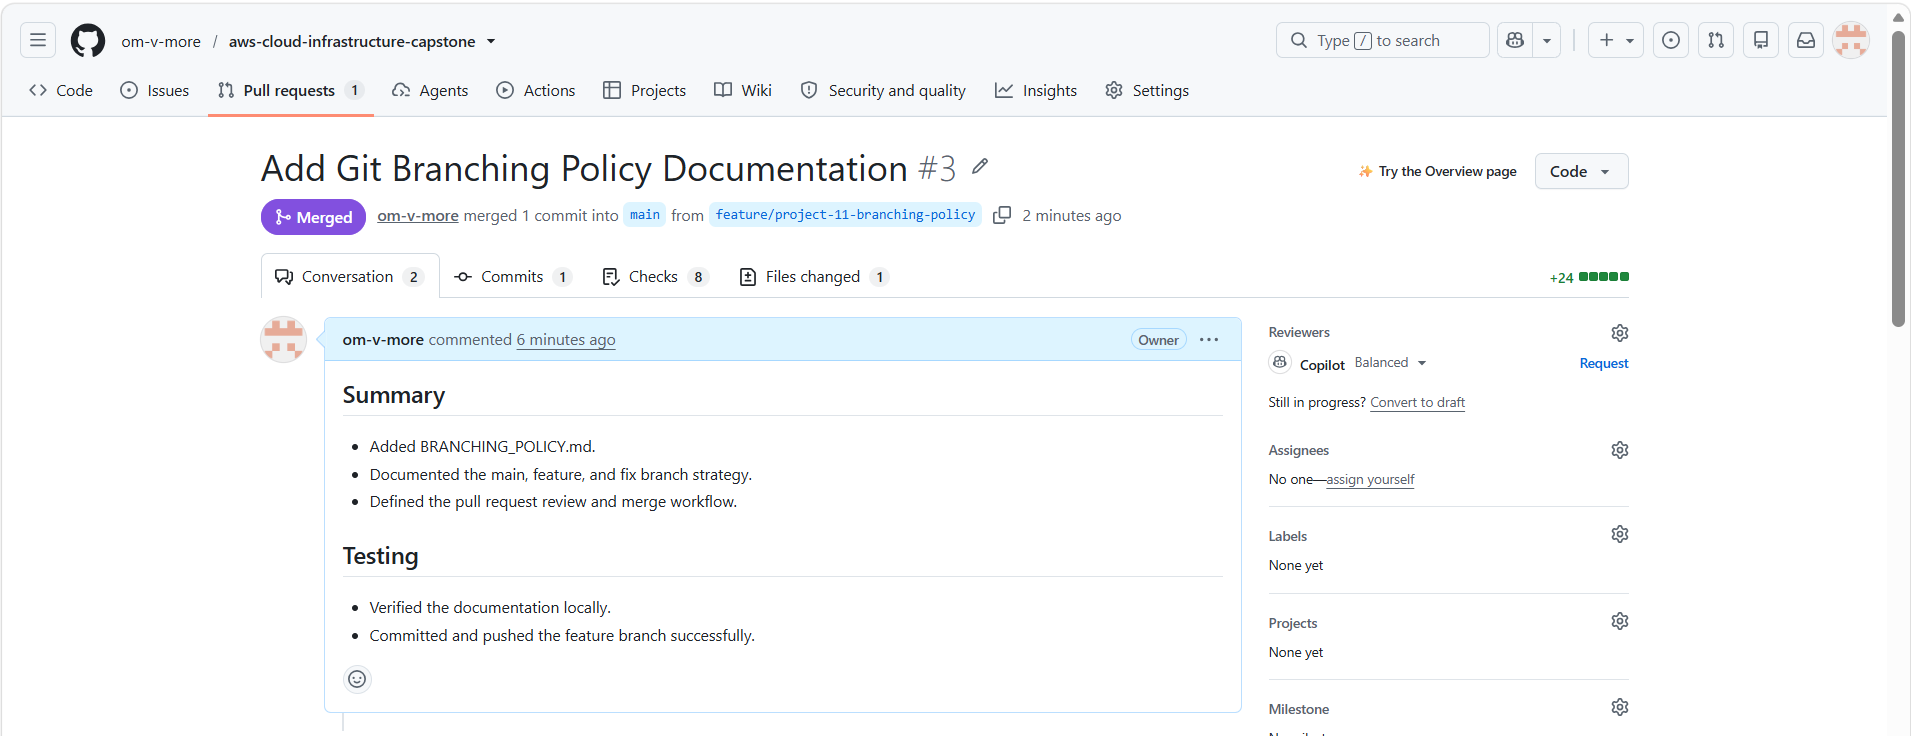 om-v-more / aws-cloud-infrastructure-capstone
Type / to search
Code Issues Pull requests 1 Agents Actions Projects Wiki Security and quality Insights Settings
Add Git Branching Policy Documentation #3
Try the Overview page
Code
Merged om-v-more merged 1 commit into main from feature/project-11-branching-policy 2 minutes ago
Conversation 2 Commits 1 Checks 8 Files changed 1
+24
om-v-more commented 6 minutes ago Owner
Summary
Added BRANCHING_POLICY.md.
Documented the main, feature, and fix branch strategy.
Defined the pull request review and merge workflow.
Testing
Verified the documentation locally.
Committed and pushed the feature branch successfully.
Reviewers
Copilot Balanced Request
Still in progress? Convert to draft
Assignees
No one—assign yourself
Labels
None yet
Projects
None yet
Milestone